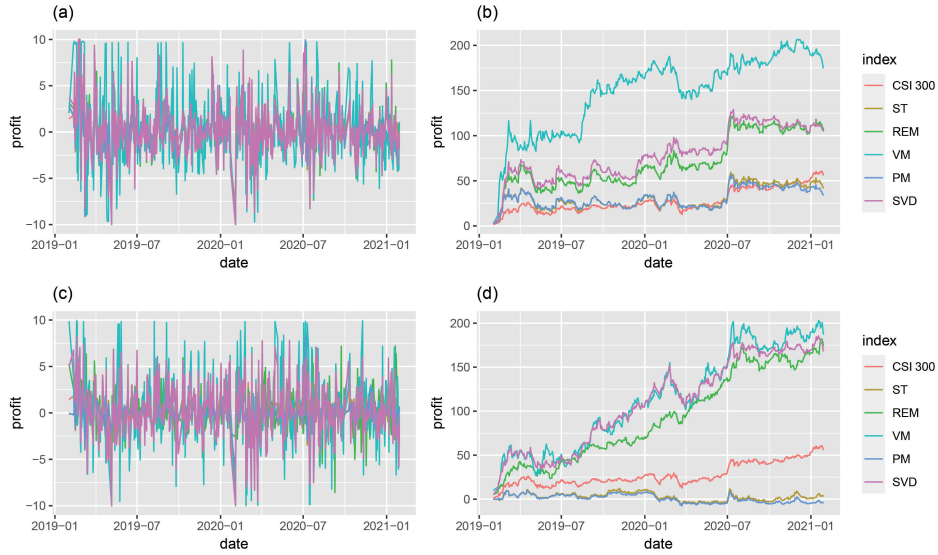 (a)
profit
10
5
0
−5
−10
2019−01
2019−07
2020−01
2020−07
2021−01
date
(b)
profit
200
150
100
50
0
2019−01
2019−07
2020−01
2020−07
2021−01
date
index
CSI 300
ST
REM
VM
PM
SVD
(c)
profit
10
5
0
−5
−10
2019−01
2019−07
2020−01
2020−07
2021−01
date
(d)
profit
200
150
100
50
0
2019−01
2019−07
2020−01
2020−07
2021−01
date
index
CSI 300
ST
REM
VM
PM
SVD